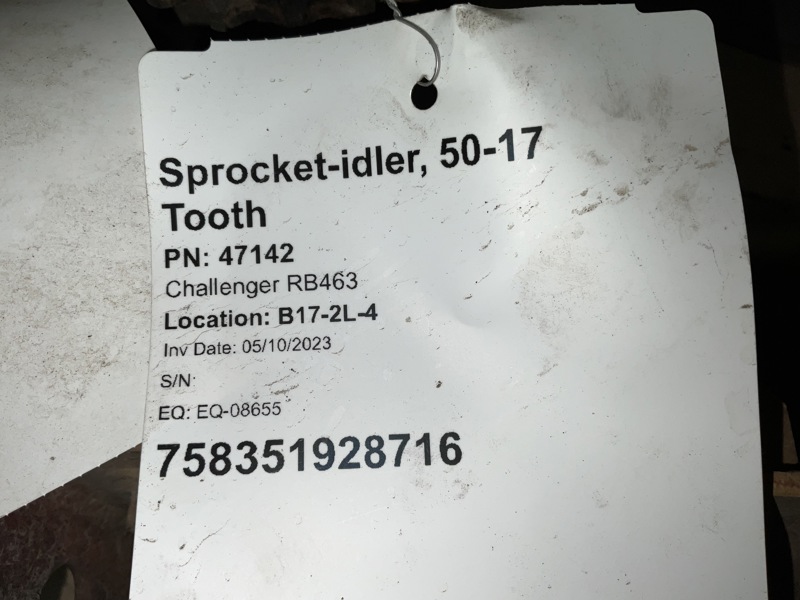 Sprocket-idler, 50-17
Tooth
PN: 47142
Challenger RB463
Location: B17-2L-4
Inv Date: 05/10/2023
S/N:
EQ: EQ-08655
758351928716